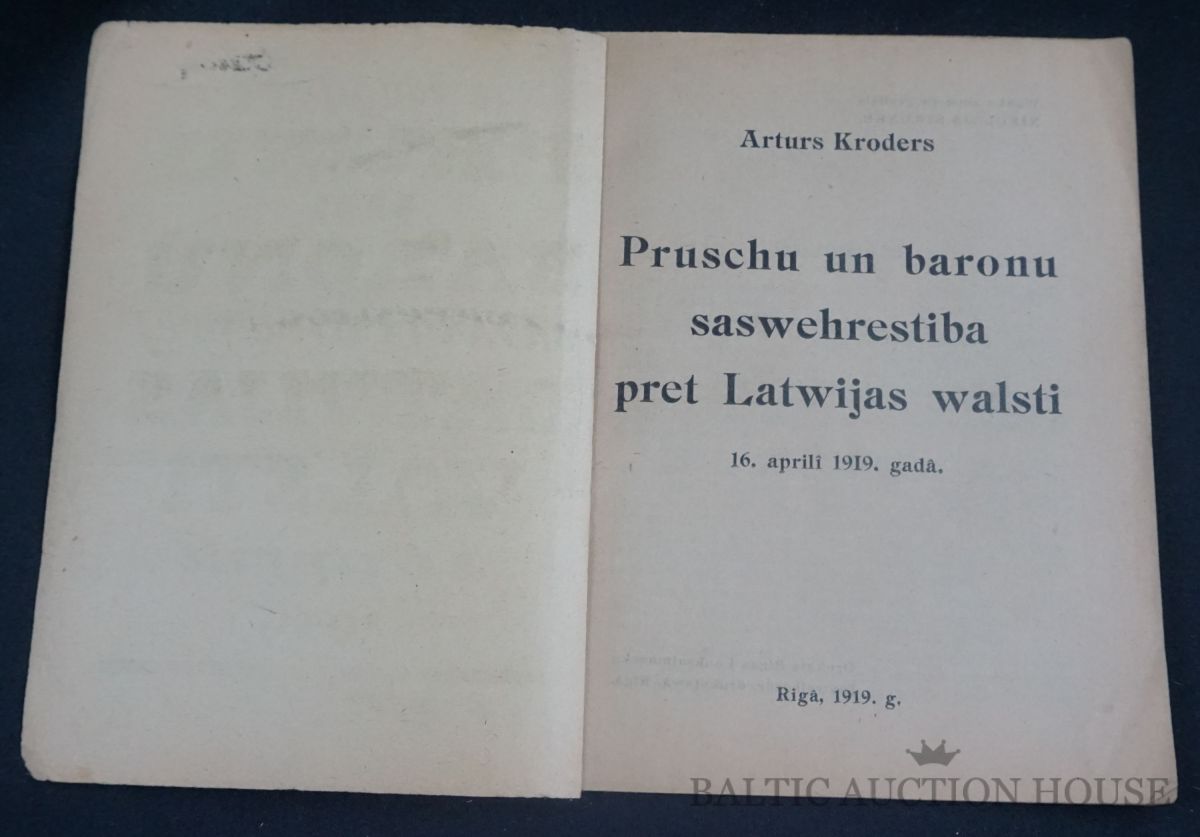 Arturs Kroders
Pruschu un baronu
saswehrestiba
pret Latwijas walsti
16. aprilî 1919. gadâ.
Rigâ, 1919. g.
BALTIC AUCTION HOUSE